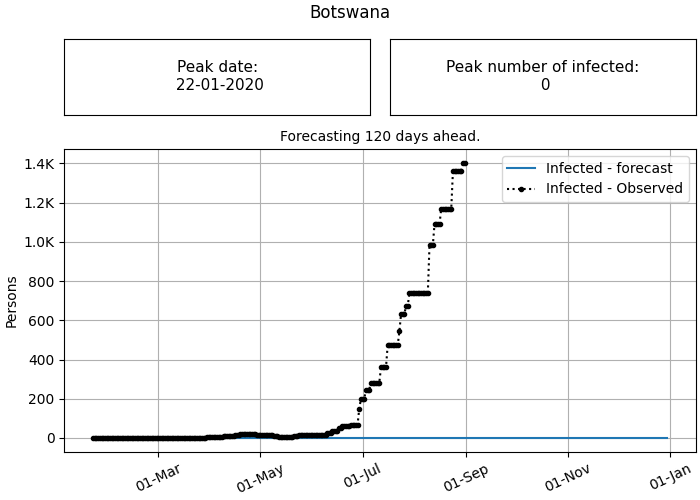 Botswana
Peak date:
22-01-2020
Peak number of infected:
0
Forecasting 120 days ahead.
Infected - forecast
Infected - Observed
Persons
1.4K
1.2K
1.0K
800
600
400
200
0
01-Mar
01-May
01-Jul
01-Sep
01-Nov
01-Jan